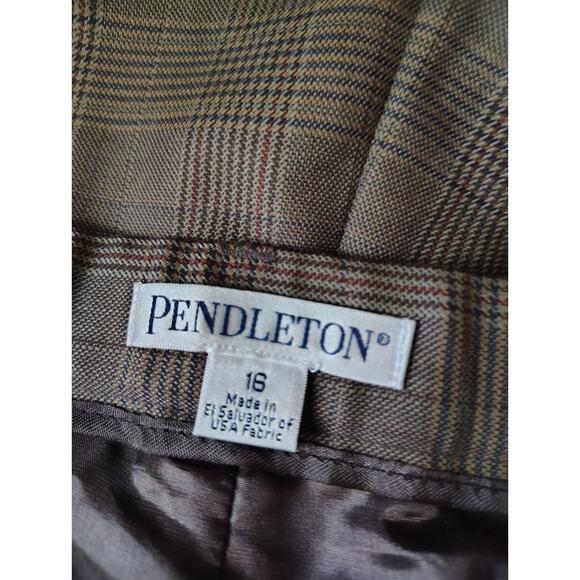 PENDLETON®
16
Made in
El Salvador of
USA Fabric